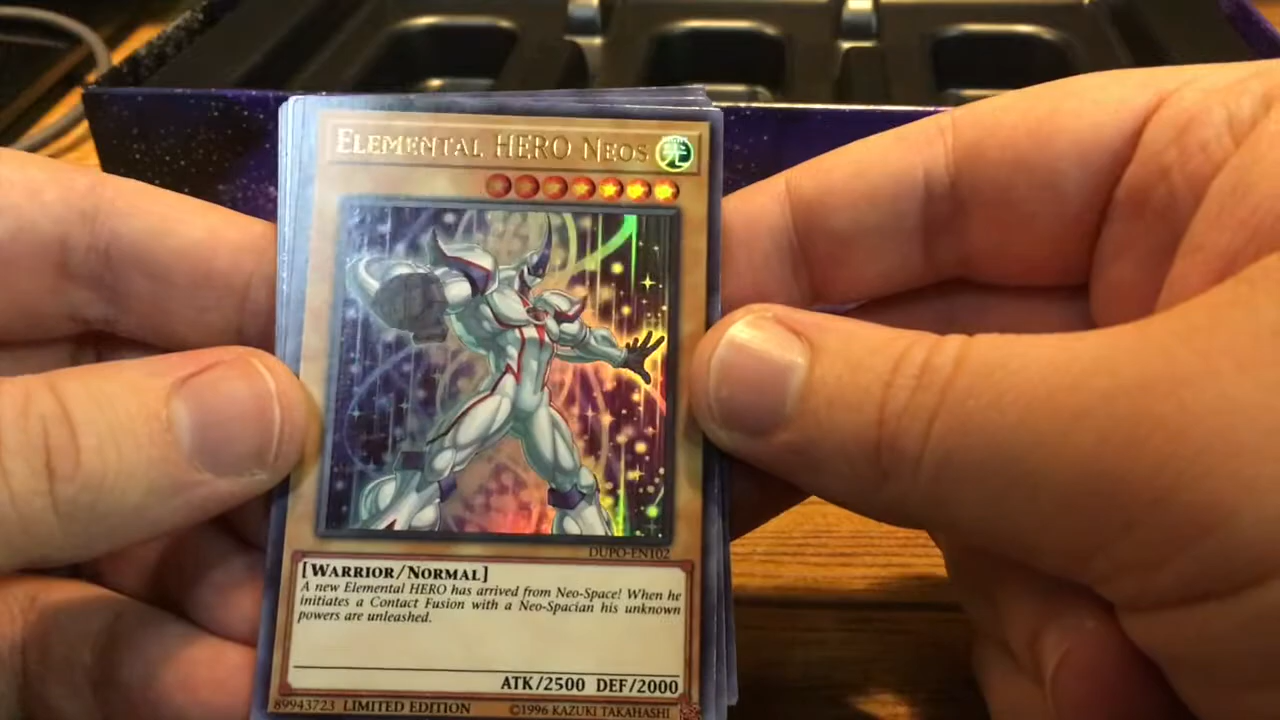 ELEMENTAL HERO NEOS
光
DUPO-EN102
[WARRIOR/NORMAL]
A new Elemental HERO has arrived from Neo-Space! When he
initiates a Contact Fusion with a Neo-Spacian his unknown
powers are unleashed.
ATK/2500 DEF/2000
89943723 LIMITED EDITION ©1996 KAZUKI TAKAHASHI